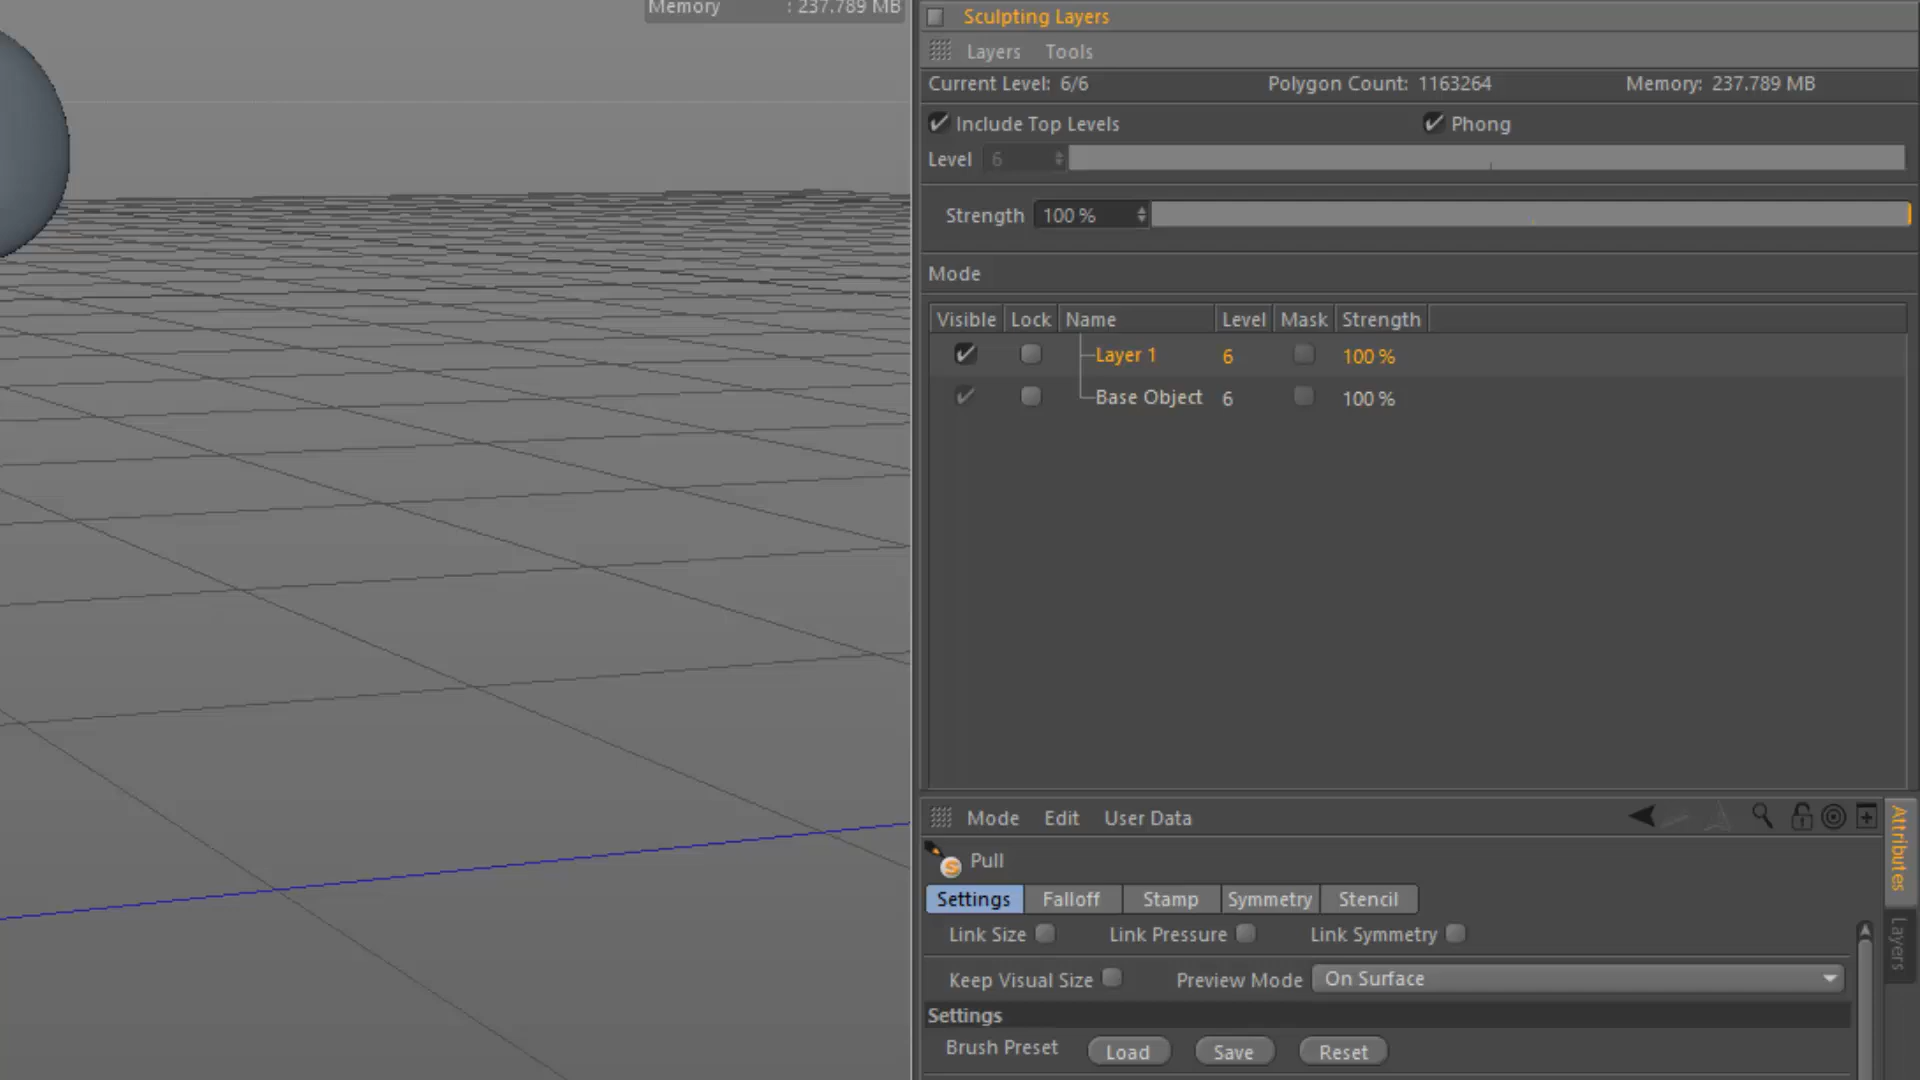 Memory : 237.789 MB
Sculpting Layers
Layers Tools
Current Level: 6/6 Polygon Count: 1163264 Memory: 237.789 MB
Include Top Levels Phong
Level 6
Strength 100 %
Mode
Visible Lock Name Level Mask Strength
Layer 1 6 100 %
Base Object 6 100 %
Mode Edit User Data
Attributes
Pull
Settings Falloff Stamp Symmetry Stencil
Layers
Link Size Link Pressure Link Symmetry
Keep Visual Size Preview Mode On Surface
Settings
Brush Preset Load Save Reset